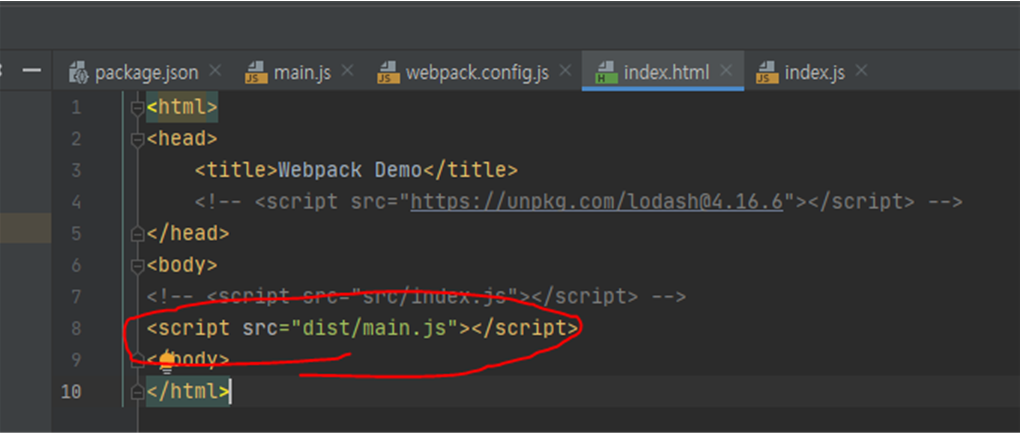 package.json main.js webpack.config.js index.html index.js
1 <html>
2 <head>
3 <title>Webpack Demo</title>
4 <!-- <script src="https://unpkg.com/lodash@4.16.6"></script> -->
5 </head>
6 <body>
7 <!-- <script src="src/index.js"></script> -->
8 <script src="dist/main.js"></script>
9 <body>
10 </html>